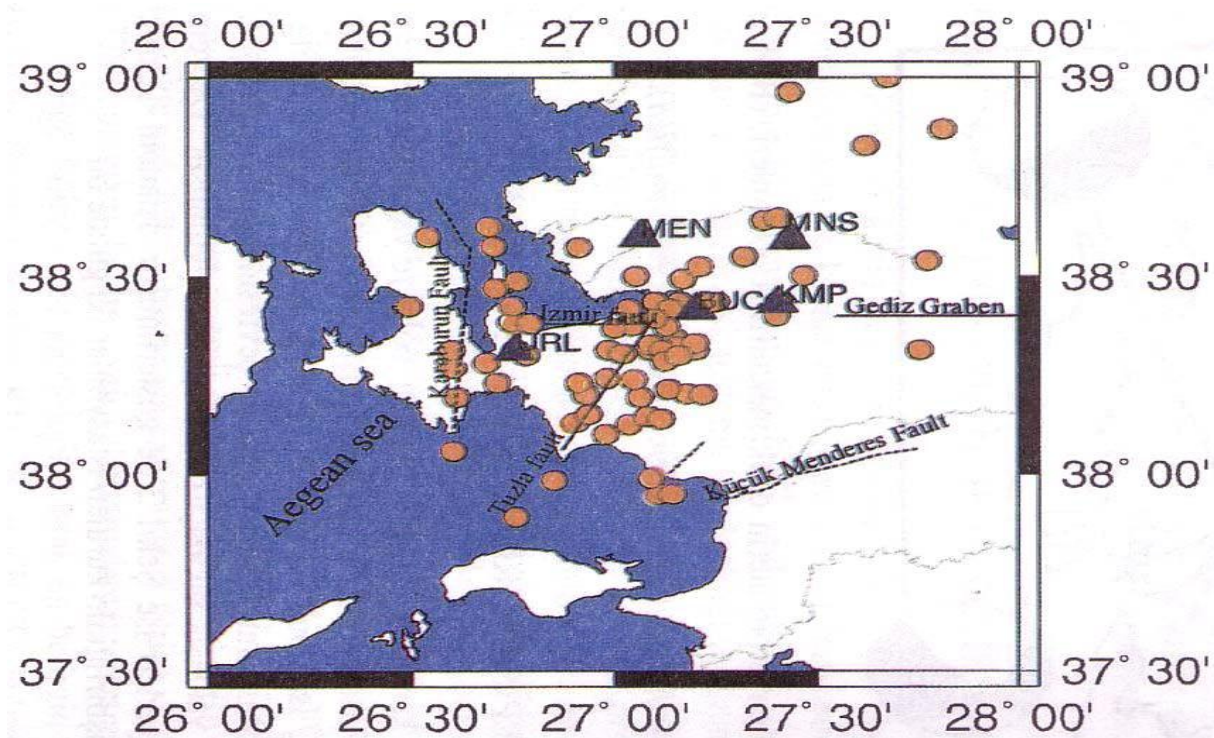 26° 00' 26° 30' 27° 00' 27° 30' 28° 00'
39° 00' 39° 00'
MEN MNS
38° 30' 38° 30'
Karaburun Fault
BUC KMP
Izmir fault
Gediz Graben
URL
Aegean sea
Tuzla fault
Küçük Menderes Fault
38° 00' 38° 00'
37° 30' 37° 30'
26° 00' 26° 30' 27° 00' 27° 30' 28° 00'